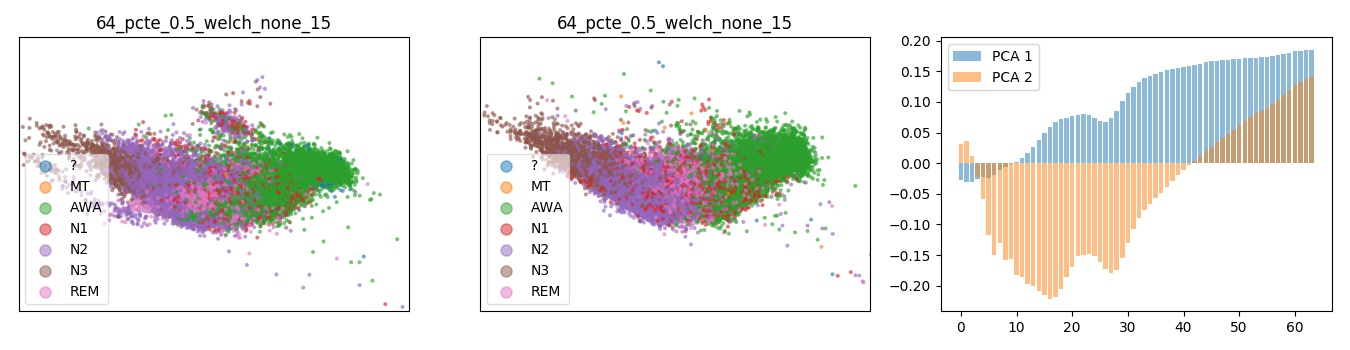 64_pcte_0.5_welch_none_15
?
MT
AWA
N1
N2
N3
REM
64_pcte_0.5_welch_none_15
?
MT
AWA
N1
N2
N3
REM
PCA 1
PCA 2
0.20
0.15
0.10
0.05
0.00
−0.05
−0.10
−0.15
−0.20
0 10 20 30 40 50 60